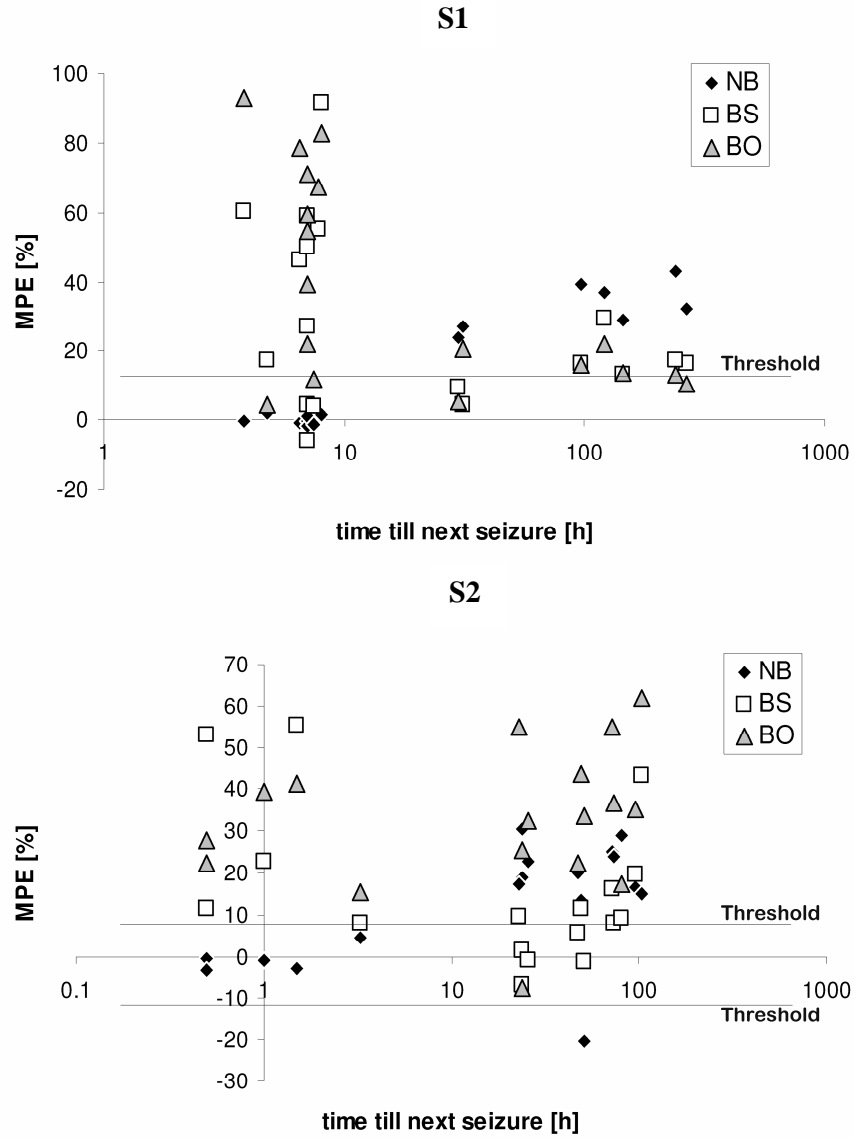 S1
100
80
60
40
20
0
-20
MPE [%]
NB
BS
BO
Threshold
1 10 100 1000
time till next seizure [h]
S2
70
60
50
40
30
20
10
0
-10
-20
-30
MPE [%]
NB
BS
BO
Threshold
0.1 1 10 100 1000
Threshold
time till next seizure [h]